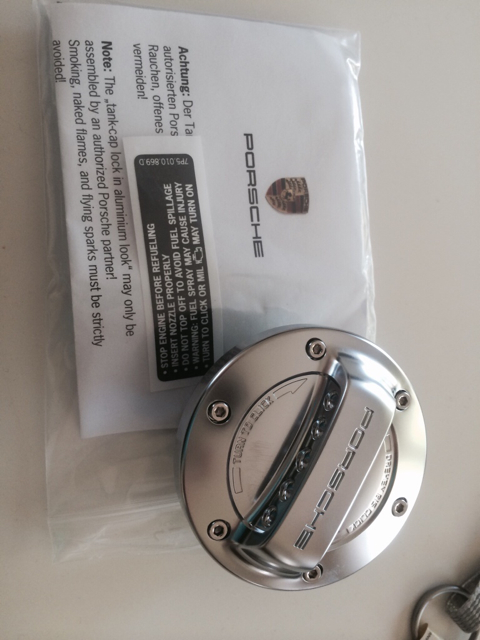 PORSCHE
Achtung: Der
autorisierten
Rauchen, offenes
vermeiden!
Note: The „tank-cap lock in aluminium look“ may only be
assembled by an authorized Porsche partner!
Smoking, naked flames, and flying sparks must be strictly
avoided!
• STOP ENGINE BEFORE REFUELING
• INSERT NOZZLE PROPERLY
• DO NOT TOP OFF TO AVOID FUEL SPILLAGE
• WARNING: FUEL SPRAY MAY CAUSE INJURY
• TURN TO CLICK OR MIL MAY TURN ON
7P5.010.869 D
TURN TO CLICK
PORSCHE